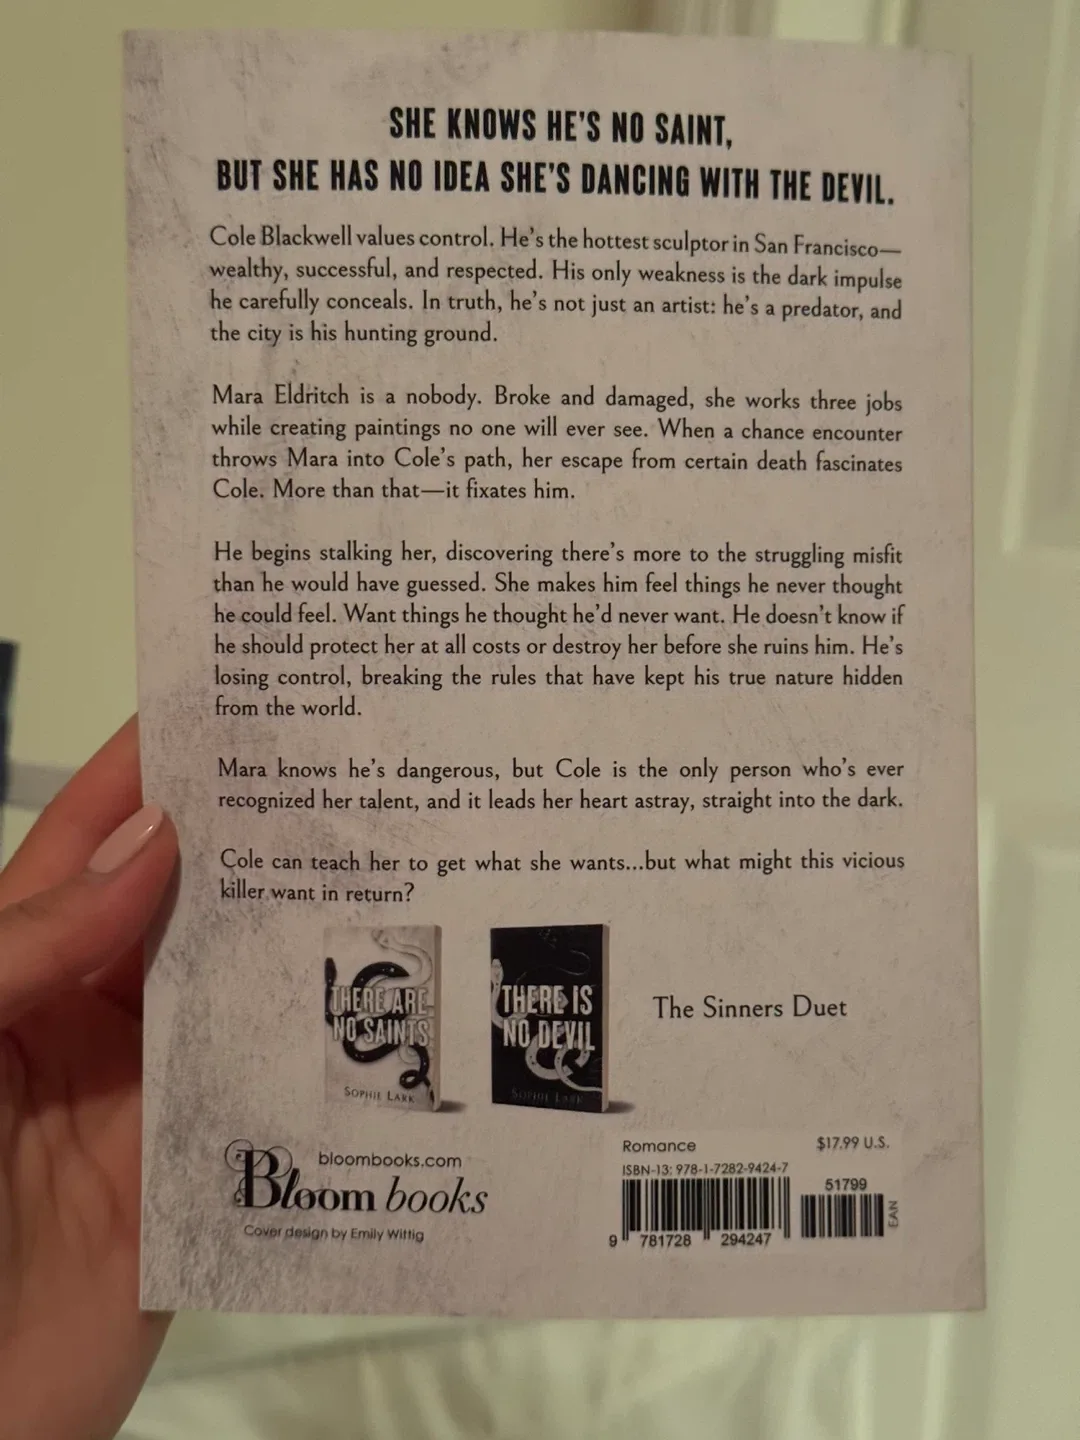 SHE KNOWS HE'S NO SAINT,
BUT SHE HAS NO IDEA SHE'S DANCING WITH THE DEVIL.
Cole Blackwell values control. He's the hottest sculptor in San Francisco—
wealthy, successful, and respected. His only weakness is the dark impulse
he carefully conceals. In truth, he's not just an artist: he's a predator, and
the city is his hunting ground.
Mara Eldritch is a nobody. Broke and damaged, she works three jobs
while creating paintings no one will ever see. When a chance encounter
throws Mara into Cole's path, her escape from certain death fascinates
Cole. More than that—it fixates him.
He begins stalking her, discovering there's more to the struggling misfit
than he would have guessed. She makes him feel things he never thought
he could feel. Want things he thought he'd never want. He doesn't know if
he should protect her at all costs or destroy her before she ruins him. He's
losing control, breaking the rules that have kept his true nature hidden
from the world.
Mara knows he's dangerous, but Cole is the only person who's ever
recognized her talent, and it leads her heart astray, straight into the dark.
Cole can teach her to get what she wants...but what might this vicious
killer want in return?
THERE ARE
NO SAINTS
SOPHIE LARK
THERE IS
NO DEVIL
SOPHIE LARK
The Sinners Duet
bloombooks.com
Bloom books
Cover design by Emily Wittig
Romance
$17.99 U.S.
ISBN-13: 978-1-7282-9424-7
51799
EAN
9 781728 294247